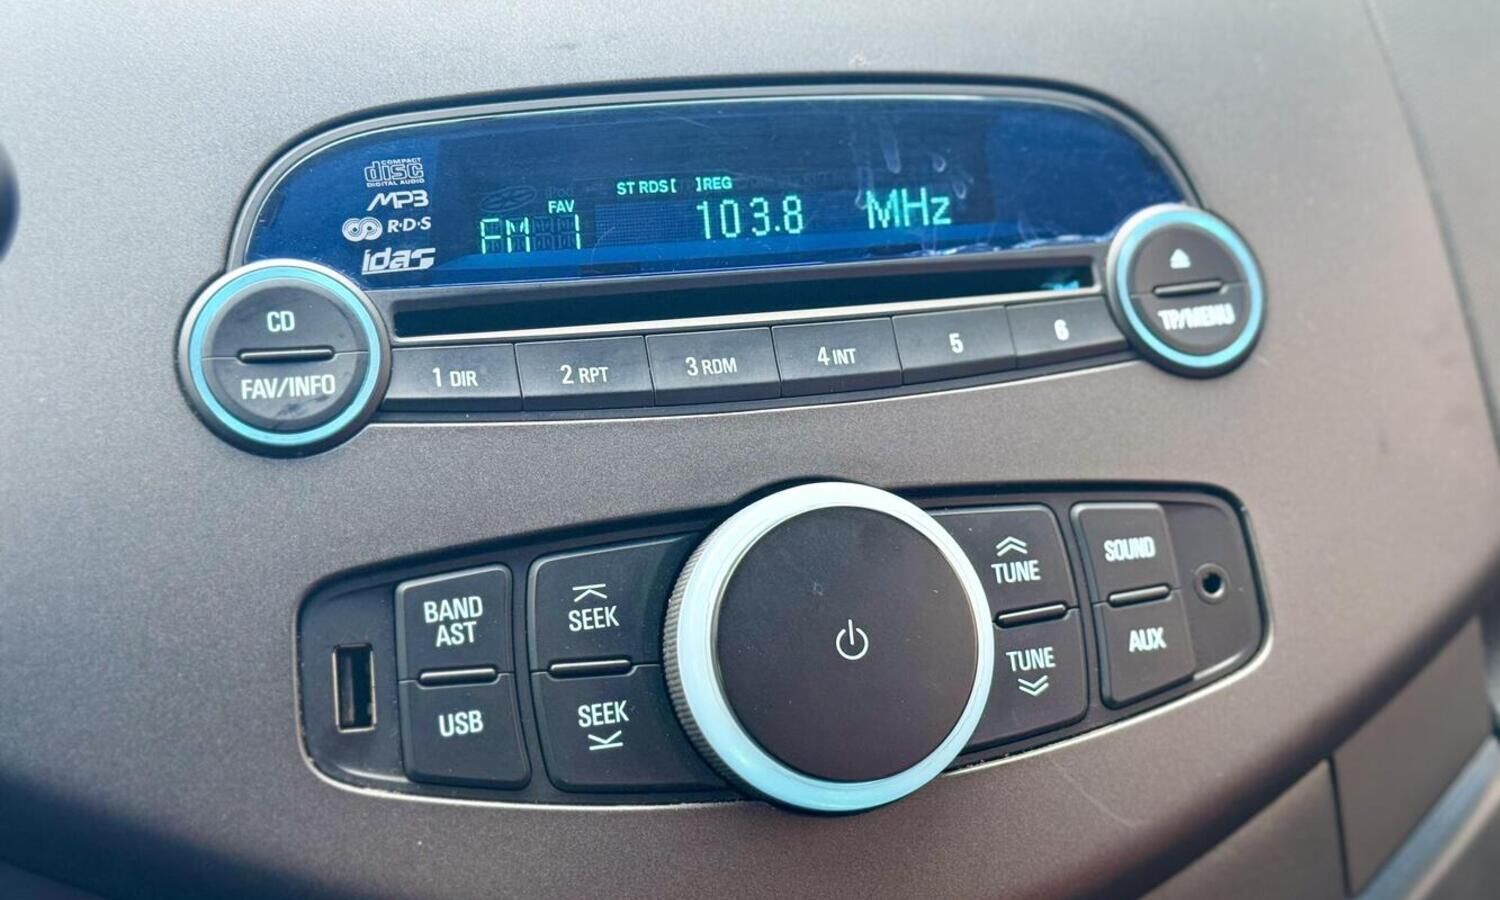 COMPACT
disc
DIGITAL AUDIO
MP3
R·D·S
idas
ST RDS[ ]REG
FAV
FM 1
103.8 MHz
CD
FAV/INFO
TP/MENU
1 DIR
2 RPT
3 RDM
4 INT
5
6
BAND
AST
USB
SEEK
SEEK
TUNE
TUNE
SOUND
AUX